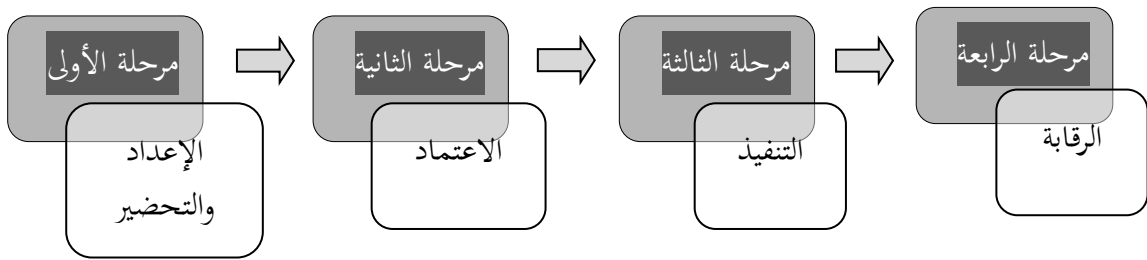 مرحلة الأولى
الإعداد
والتحضير
مرحلة الثانية
الاعتماد
مرحلة الثالثة
التنفيذ
مرحلة الرابعة
الرقابة